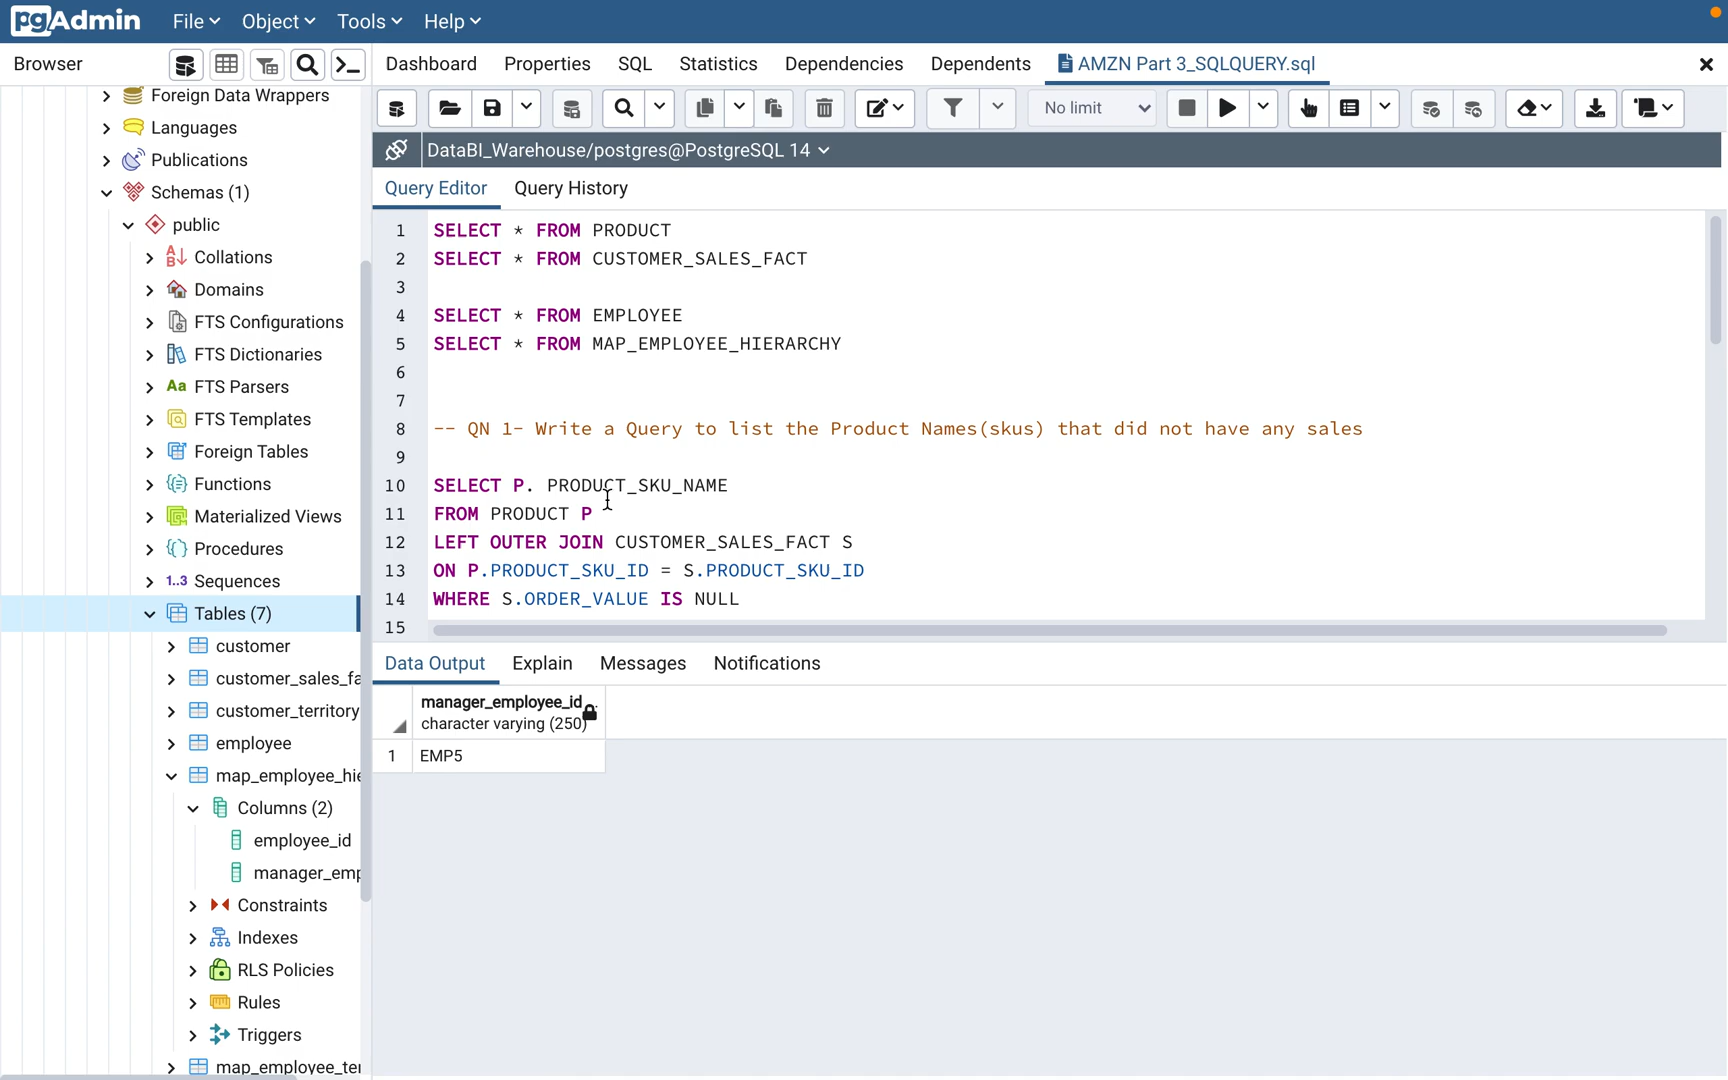 pgAdmin File Object Tools Help
Browser Dashboard Properties SQL Statistics Dependencies Dependents AMZN Part 3_SQLQUERY.sql
No limit
DataBI_Warehouse/postgres@PostgreSQL 14
Query Editor Query History
Foreign Data Wrappers
Languages
Publications
Schemas (1)
public
Collations
Domains
FTS Configurations
FTS Dictionaries
Aa FTS Parsers
FTS Templates
Foreign Tables
Functions
Materialized Views
Procedures
1..3 Sequences
Tables (7)
customer
customer_sales_fa
customer_territory
employee
map_employee_hie
Columns (2)
employee_id
manager_emp
Constraints
Indexes
RLS Policies
Rules
Triggers
map_employee_te
1 SELECT * FROM PRODUCT
2 SELECT * FROM CUSTOMER_SALES_FACT
3
4 SELECT * FROM EMPLOYEE
5 SELECT * FROM MAP_EMPLOYEE_HIERARCHY
6
7
8 -- QN 1- Write a Query to list the Product Names(skus) that did not have any sales
9
10 SELECT P. PRODUCT_SKU_NAME
11 FROM PRODUCT P
12 LEFT OUTER JOIN CUSTOMER_SALES_FACT S
13 ON P.PRODUCT_SKU_ID = S.PRODUCT_SKU_ID
14 WHERE S.ORDER_VALUE IS NULL
15
Data Output Explain Messages Notifications
manager_employee_id
character varying (250)
1 EMP5